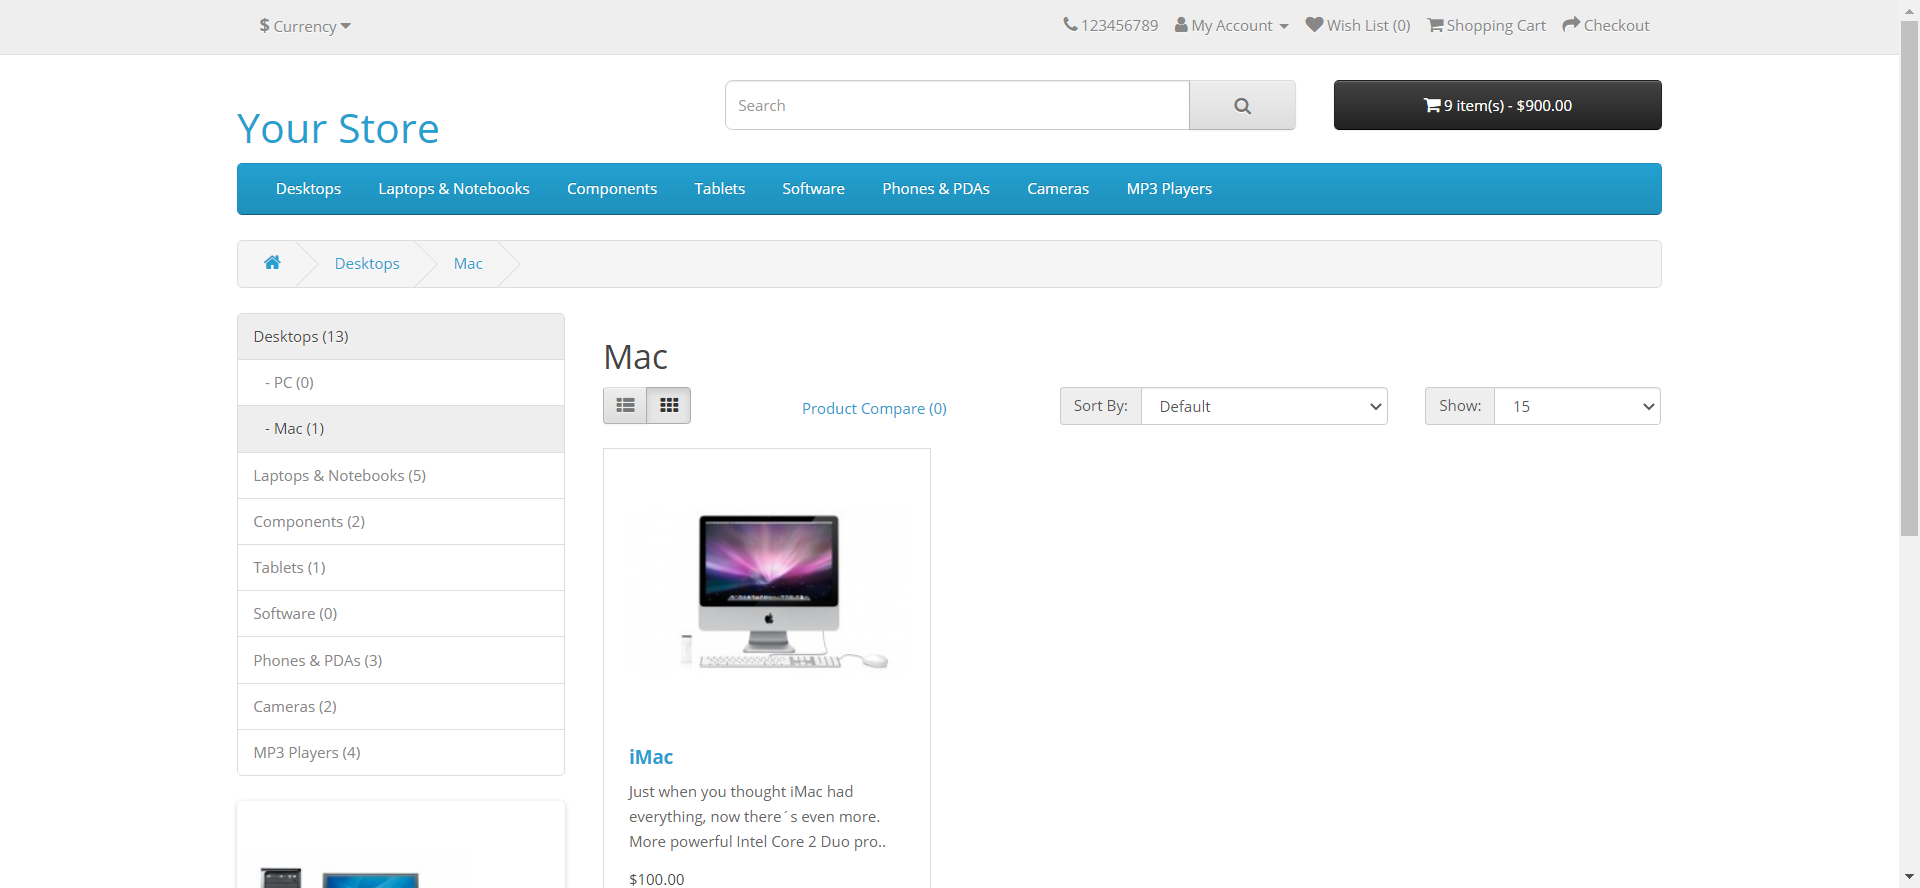 $ Currency
123456789 My Account Wish List (0) Shopping Cart Checkout
Your Store
Search
9 item(s) - $900.00
Desktops Laptops & Notebooks Components Tablets Software Phones & PDAs Cameras MP3 Players
Desktops Mac
Desktops (13)
- PC (0)
- Mac (1)
Laptops & Notebooks (5)
Components (2)
Tablets (1)
Software (0)
Phones & PDAs (3)
Cameras (2)
MP3 Players (4)
Mac
Product Compare (0)
Sort By: Default
Show: 15
iMac
Just when you thought iMac had
everything, now there´s even more.
More powerful Intel Core 2 Duo pro..
$100.00